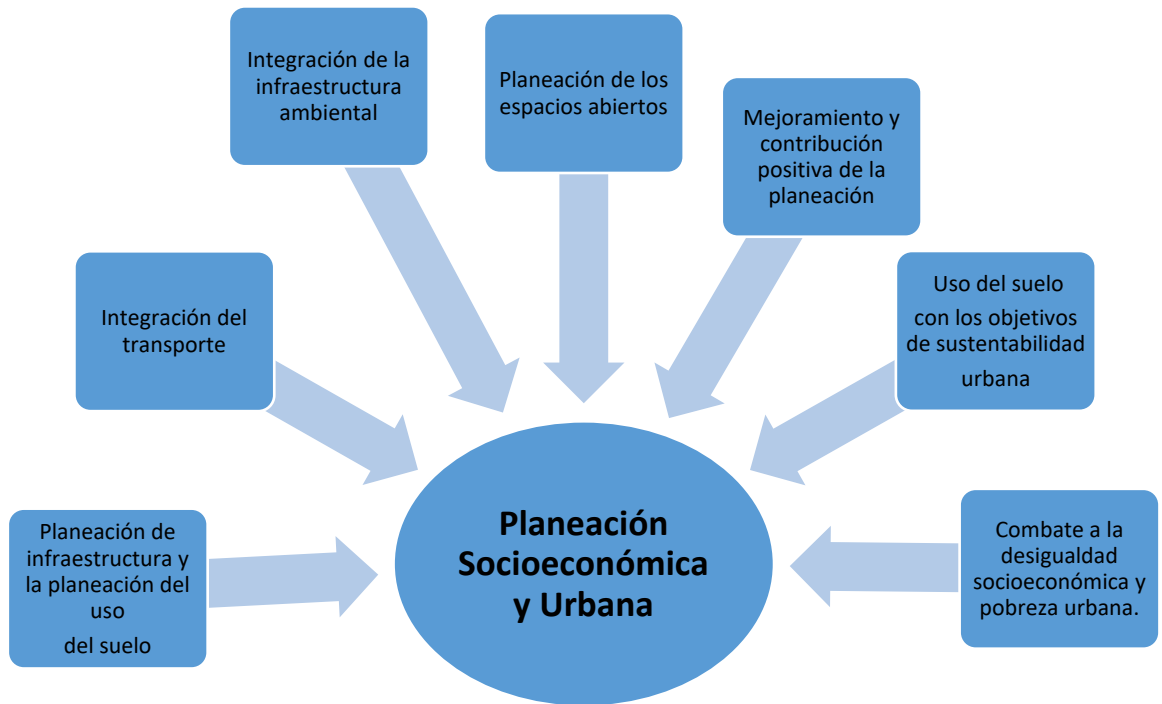 Integración de la
infraestructura
ambiental
Planeación de los
espacios abiertos
Mejoramiento y
contribución
positiva de la
planeación
Integración del
transporte
Uso del suelo
con los objetivos
de sustentabilidad
urbana
Planeación de
infraestructura y
la planeación del
uso
del suelo
Planeación
Socioeconómica
y Urbana
Combate a la
desigualdad
socioeconómica y
pobreza urbana.